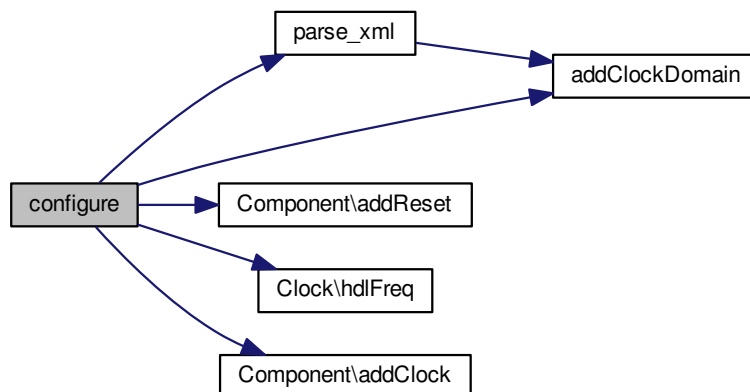 parse_xml
addClockDomain
configure
Component\addReset
Clock\hdlFreq
Component\addClock